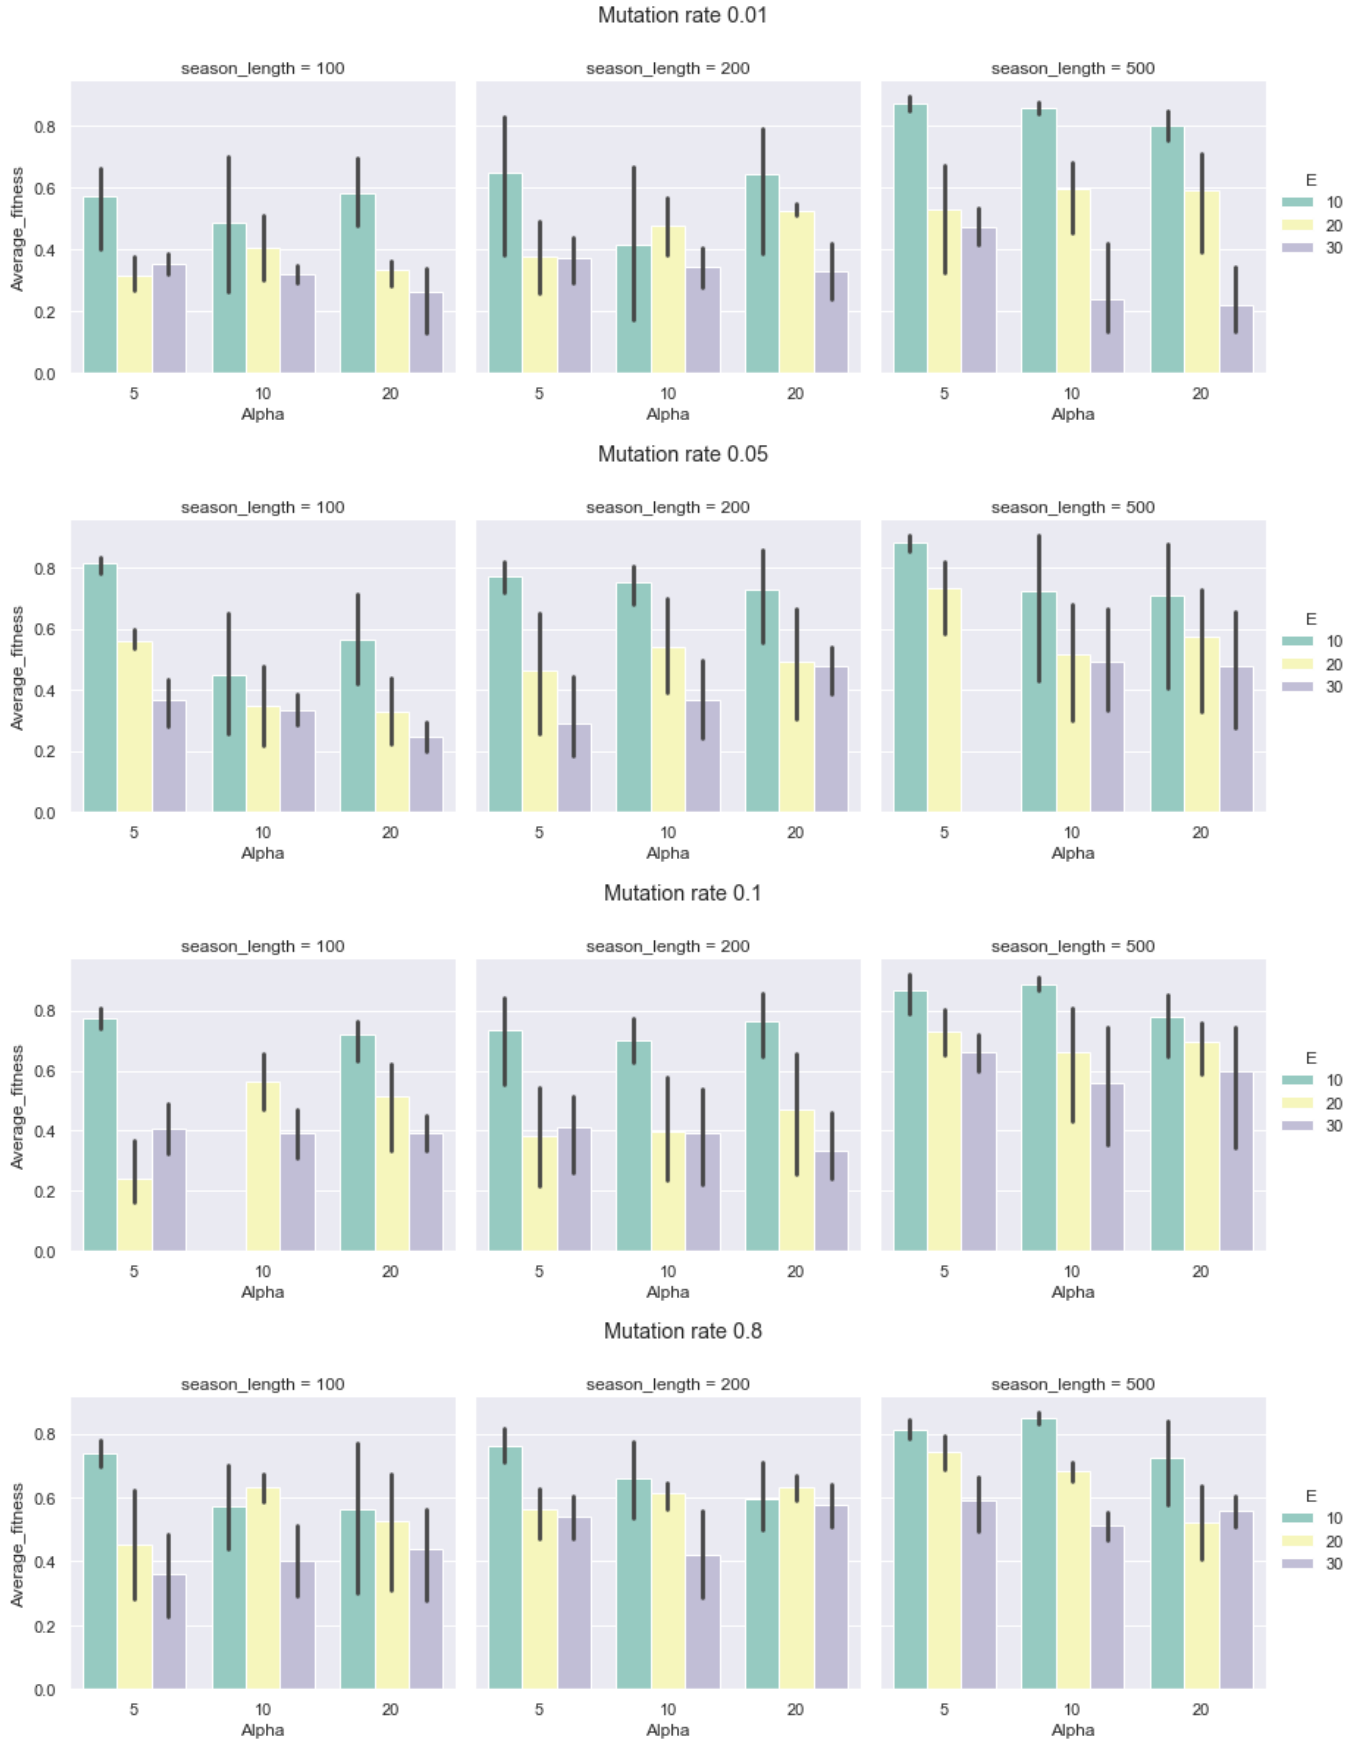 Mutation rate 0.01
season_length = 100 season_length = 200 season_length = 500
Average_fitness
0.8
0.6
0.4
0.2
0.0
5 10 20 5 10 20 5 10 20
Alpha Alpha Alpha
E
10
20
30
Mutation rate 0.05
season_length = 100 season_length = 200 season_length = 500
Average_fitness
0.8
0.6
0.4
0.2
0.0
5 10 20 5 10 20 5 10 20
Alpha Alpha Alpha
E
10
20
30
Mutation rate 0.1
season_length = 100 season_length = 200 season_length = 500
Average_fitness
0.8
0.6
0.4
0.2
0.0
5 10 20 5 10 20 5 10 20
Alpha Alpha Alpha
E
10
20
30
Mutation rate 0.8
season_length = 100 season_length = 200 season_length = 500
Average_fitness
0.8
0.6
0.4
0.2
0.0
5 10 20 5 10 20 5 10 20
Alpha Alpha Alpha
E
10
20
30